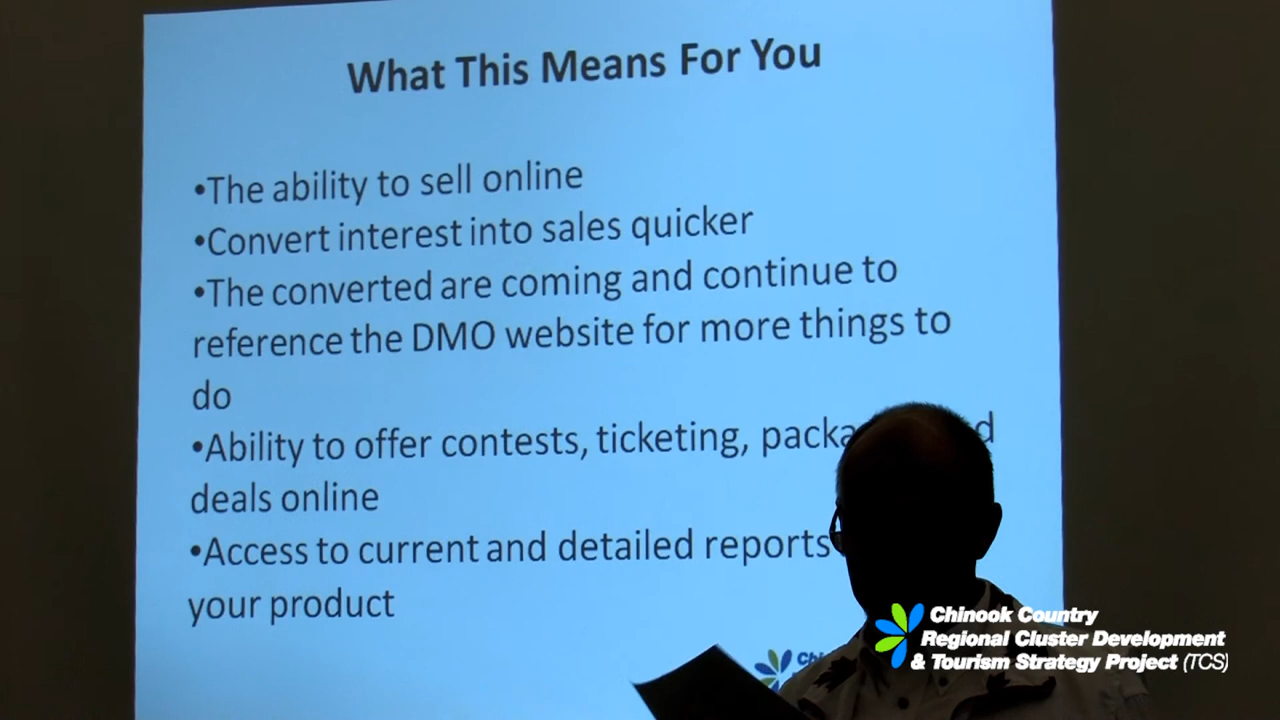 What This Means For You
•The ability to sell online
•Convert interest into sales quicker
•The converted are coming and continue to
reference the DMO website for more things to
do
•Ability to offer contests, ticketing,
deals online
•Access to current and detailed reports
your product
Chinook Country
Regional Cluster Development
& Tourism Strategy Project (TCS)